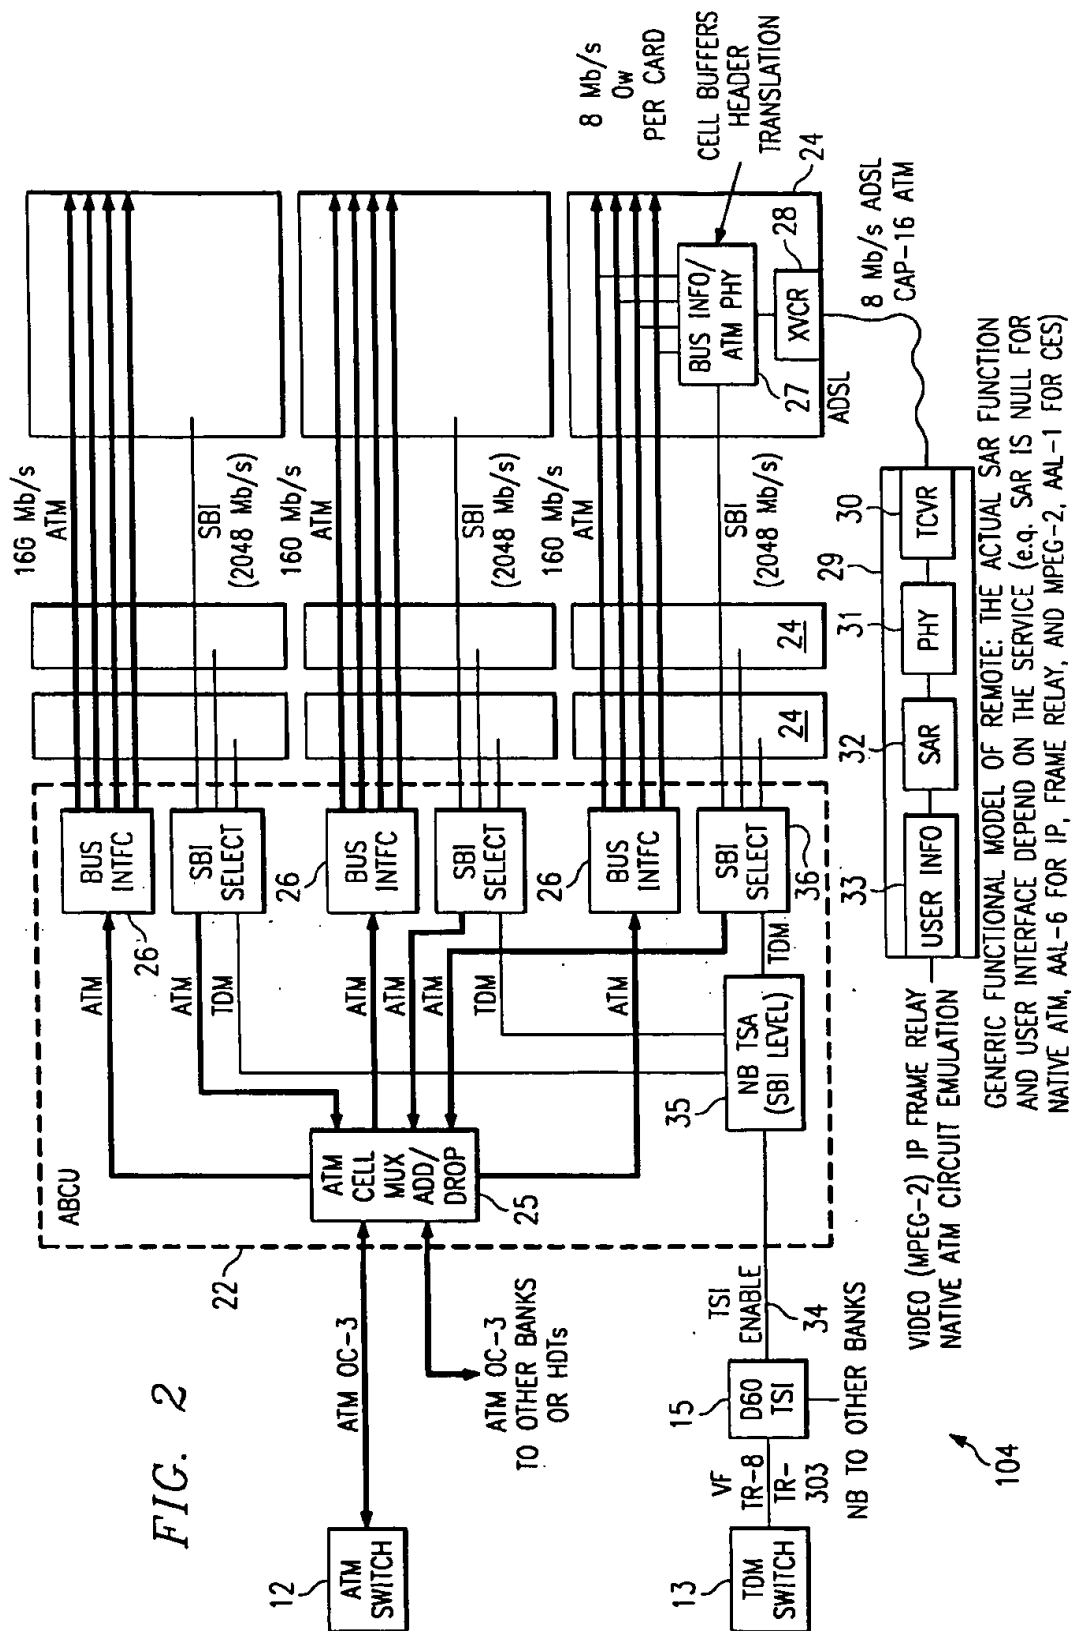 FIG. 2
12
ATM
SWITCH
ATM OC-3
ATM OC-3
TO OTHER BANKS
OR HDTs
13
TDM
SWITCH
VF
TR-8
TR-
303
15
D60
TSI
NB TO OTHER BANKS
TSI
ENABLE
34
104
22
ABCU
ATM
CELL
MUX
ADD/
DROP
25
ATM
ATM
TDM
ATM
ATM
ATM
TDM
ATM
TDM
35
NB TSA
(SBI LEVEL)
BUS
INTFC
26
SBI
SELECT
26
BUS
INTFC
SBI
SELECT
26
BUS
INTFC
SBI
SELECT
36
24
24
16G Mb/s
ATM
SBI
(2048 Mb/s)
160 Mb/s
ATM
SBI
(2048 Mb/s)
160 Mb/s
ATM
SBI
(2048 Mb/s)
BUS INFO/
ATM PHY
27
XVCR
28
ADSL
24
8 Mb/s
Ow
PER CARD
CELL BUFFERS
HEADER
TRANSLATION
8 Mb/s ADSL
CAP-16 ATM
33
32
31
29
30
USER INFO
SAR
PHY
TCVR
VIDEO (MPEG-2) IP FRAME RELAY
NATIVE ATM CIRCUIT EMULATION
GENERIC FUNCTIONAL MODEL OF REMOTE: THE ACTUAL SAR FUNCTION
AND USER INTERFACE DEPEND ON THE SERVICE (e.q. SAR IS NULL FOR
NATIVE ATM, AAL-6 FOR IP, FRAME RELAY, AND MPEG-2, AAL-1 FOR CES)